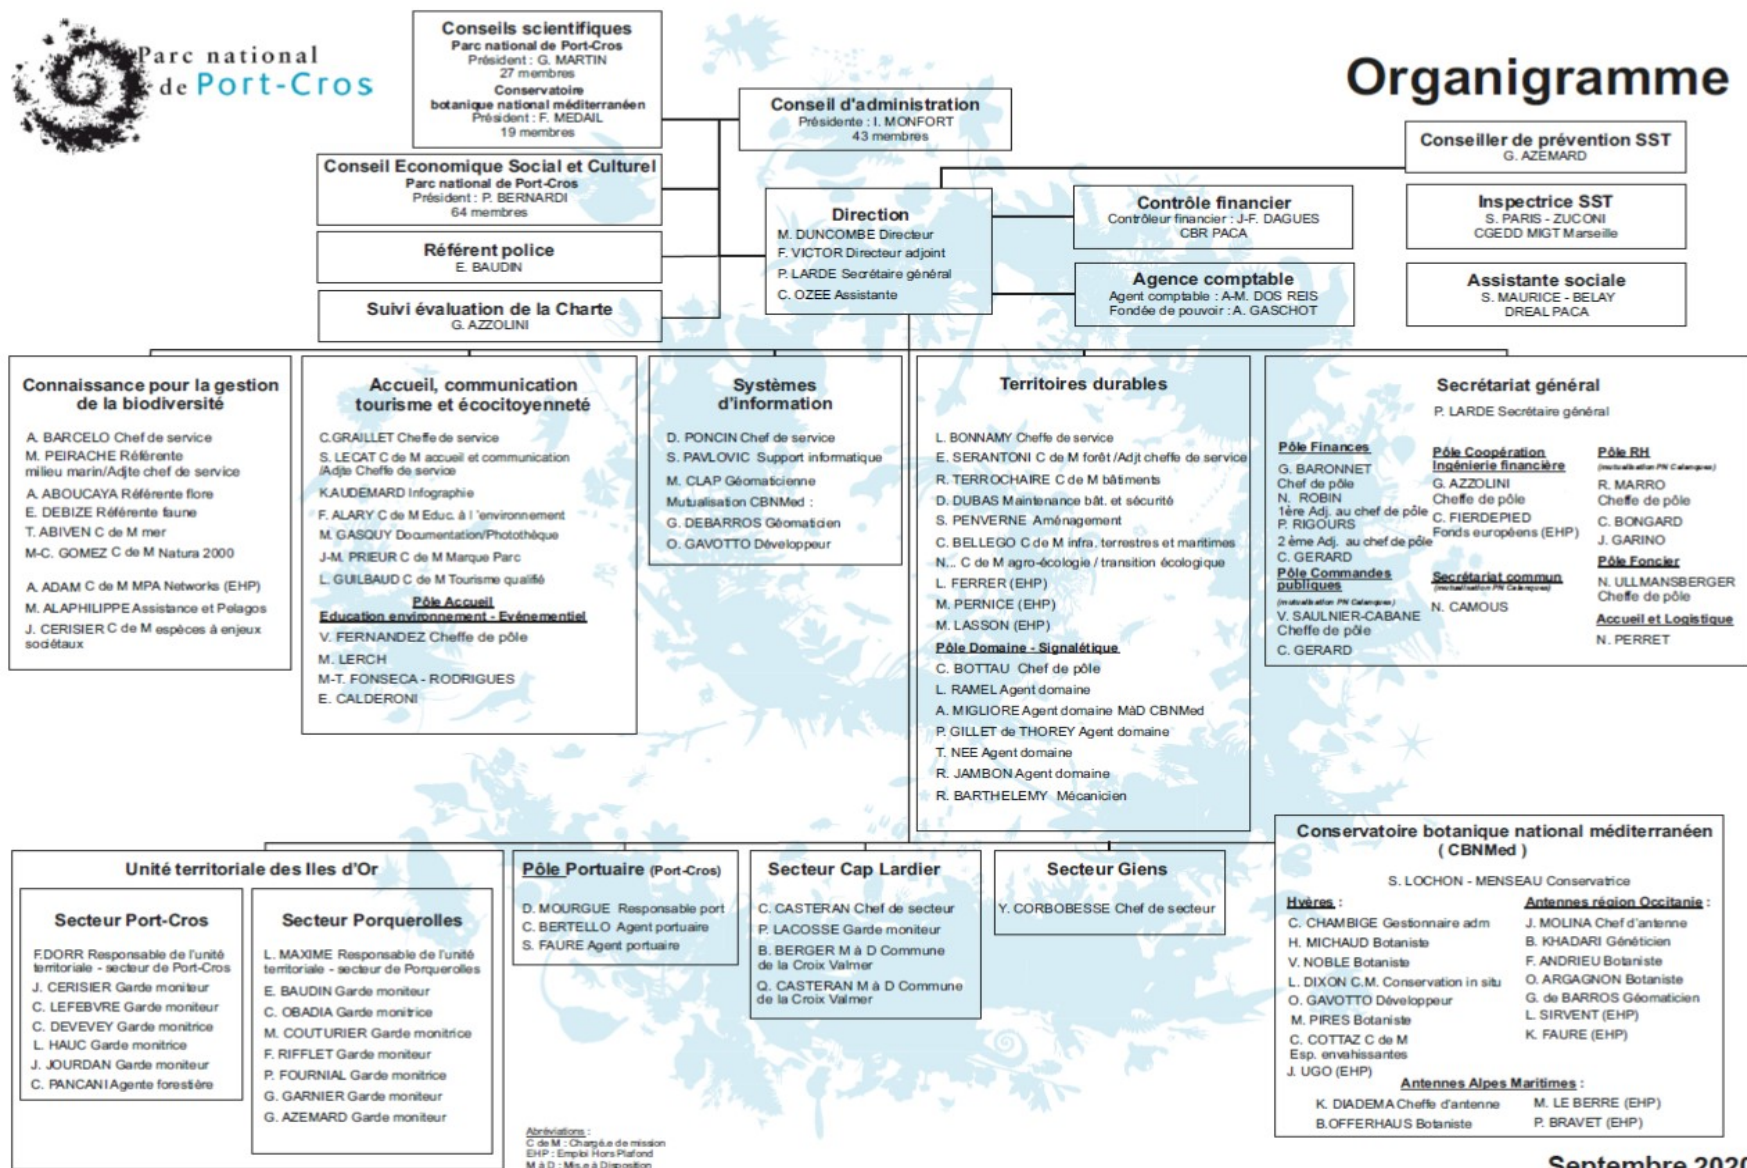 Parc national
de Port-Cros
Organigramme
Conseils scientifiques
Parc national de Port-Cros
Président : G. MARTIN
27 membres
Conservatoire
botanique national méditerranéen
Président : F. MEDAIL
19 membres
Conseil d'administration
Présidente : I. MONFORT
43 membres
Conseil Economique Social et Culturel
Parc national de Port-Cros
Président : P. BERNARDI
64 membres
Référent police
E. BAUDIN
Suivi évaluation de la Charte
G. AZZOLINI
Direction
M. DUNCOMBE Directeur
F. VICTOR Directeur adjoint
P. LARDE Secrétaire général
C. OZEE Assistante
Contrôle financier
Contrôleur financier : J-F. DAGUES
CBR PACA
Agence comptable
Agent comptable : A-M. DOS REIS
Fondée de pouvoir : A. GASCHOT
Conseiller de prévention SST
G. AZEMARD
Inspectrice SST
S. PARIS - ZUCONI
CGEDD MIGT Marseille
Assistante sociale
S. MAURICE - BELAY
DREAL PACA
Connaissance pour la gestion
de la biodiversité
A. BARCELO Chef de service
M. PEIRACHE Référente
milieu marin/Adjte chef de service
A. ABOUCAYA Référente flore
E. DEBIZE Référente faune
T. ABIVEN C de M mer
M-C. GOMEZ C de M Natura 2000
A. ADAM C de M MPA Networks (EHP)
M. ALAPHILIPPE Assistance et Pelagos
J. CERISIER C de M espèces à enjeux
sociétaux
Accueil, communication
tourisme et écocitoyenneté
C.GRAILLET Cheffe de service
S. LECAT C de M accueil et communication
/Adjte Cheffe de service
K.AUDEMARD Infographie
F. ALARY C de M Educ. à l 'environnement
M. GASQUY Documentation/Photothèque
J-M. PRIEUR C de M Marque Parc
L. GUILBAUD C de M Tourisme qualifié
Pôle Accueil
Education environnement - Evénementiel
V. FERNANDEZ Cheffe de pôle
M. LERCH
M-T. FONSECA - RODRIGUES
E. CALDERONI
Systèmes
d'information
D. PONCIN Chef de service
S. PAVLOVIC Support informatique
M. CLAP Géomaticienne
Mutualisation CBNMed :
G. DEBARROS Géomaticien
O. GAVOTTO Développeur
Territoires durables
L. BONNAMY Cheffe de service
E. SERANTONI C de M forêt /Adjt cheffe de service
R. TERROCHAIRE C de M bâtiments
D. DUBAS Maintenance bât. et sécurité
S. PENVERNE Aménagement
C. BELLEGO C de M infra. terrestres et maritimes
N... C de M agro-écologie / transition écologique
L. FERRER (EHP)
M. PERNICE (EHP)
M. LASSON (EHP)
Pôle Domaine - Signalétique
C. BOTTAU Chef de pôle
L. RAMEL Agent domaine
A. MIGLIORE Agent domaine MàD CBNMed
P. GILLET de THOREY Agent domaine
T. NEE Agent domaine
R. JAMBON Agent domaine
R. BARTHELEMY Mécanicien
Secrétariat général
P. LARDE Secrétaire général
Pôle Finances
G. BARONNET
Chef de pôle
N. ROBIN
1ère Adj. au chef de pôle
P. RIGOURS
2 ème Adj. au chef de pôle
C. GERARD
Pôle Commandes
publiques
(mutualisation PN Calanques)
V. SAULNIER-CABANE
Cheffe de pôle
C. GERARD
Pôle Coopération
Ingénierie financière
G. AZZOLINI
Cheffe de pôle
C. FIERDEPIED
Fonds européens (EHP)
Secrétariat commun
(mutualisation PN Calanques)
N. CAMOUS
Pôle RH
(mutualisation PN Calanques)
R. MARRO
Cheffe de pôle
C. BONGARD
J. GARINO
Pôle Foncier
N. ULLMANSBERGER
Cheffe de pôle
Accueil et Logistique
N. PERRET
Unité territoriale des Iles d'Or
Secteur Port-Cros
F.DORR Responsable de l'unité
territoriale - secteur de Port-Cros
J. CERISIER Garde moniteur
C. LEFEBVRE Garde moniteur
C. DEVEVEY Garde monitrice
L. HAUC Garde monitrice
J. JOURDAN Garde moniteur
C. PANCANI Agente forestière
Secteur Porquerolles
L. MAXIME Responsable de l'unité
territoriale - secteur de Porquerolles
E. BAUDIN Garde moniteur
C. OBADIA Garde monitrice
M. COUTURIER Garde monitrice
F. RIFFLET Garde moniteur
P. FOURNIAL Garde monitrice
G. GARNIER Garde moniteur
G. AZEMARD Garde moniteur
Pôle Portuaire (Port-Cros)
D. MOURGUE Responsable port
C. BERTELLO Agent portuaire
S. FAURE Agent portuaire
Secteur Cap Lardier
C. CASTERAN Chef de secteur
P. LACOSSE Garde moniteur
B. BERGER M à D Commune
de la Croix Valmer
Q. CASTERAN M à D Commune
de la Croix Valmer
Secteur Giens
Y. CORBOBESSE Chef de secteur
Conservatoire botanique national méditerranéen
( CBNMed )
S. LOCHON - MENSEAU Conservatrice
Hyères :
C. CHAMBIGE Gestionnaire adm
H. MICHAUD Botaniste
V. NOBLE Botaniste
L. DIXON C.M. Conservation in situ
O. GAVOTTO Développeur
M. PIRES Botaniste
C. COTTAZ C de M
Esp. envahissantes
J. UGO (EHP)
Antennes région Occitanie :
J. MOLINA Chef d'antenne
B. KHADARI Généticien
F. ANDRIEU Botaniste
O. ARGAGNON Botaniste
G. de BARROS Géomaticien
L. SIRVENT (EHP)
K. FAURE (EHP)
Antennes Alpes Maritimes :
K. DIADEMA Cheffe d'antenne
B.OFFERHAUS Botaniste
M. LE BERRE (EHP)
P. BRAVET (EHP)
Abréviations :
C de M : Chargé.e de mission
EHP : Emploi Hors Plafond
M à D : Mis.e à Disposition
Septembre 2020